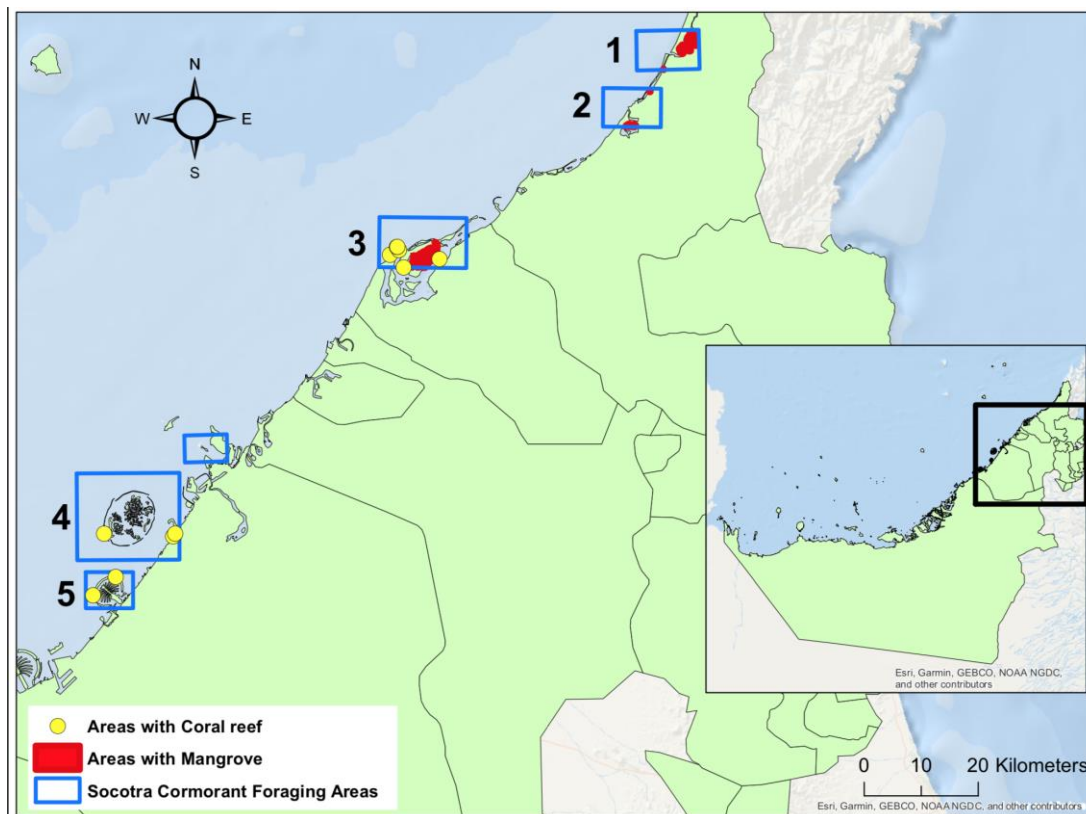 1
2
N
W E
S
3
4
5
Esri, Garmin, GEBCO, NOAA NGDC,
and other contributors
Areas with Coral reef
Areas with Mangrove
Socotra Cormorant Foraging Areas
0 10 20 Kilometers
Esri, Garmin, GEBCO, NOAA NGDC, and other contributors